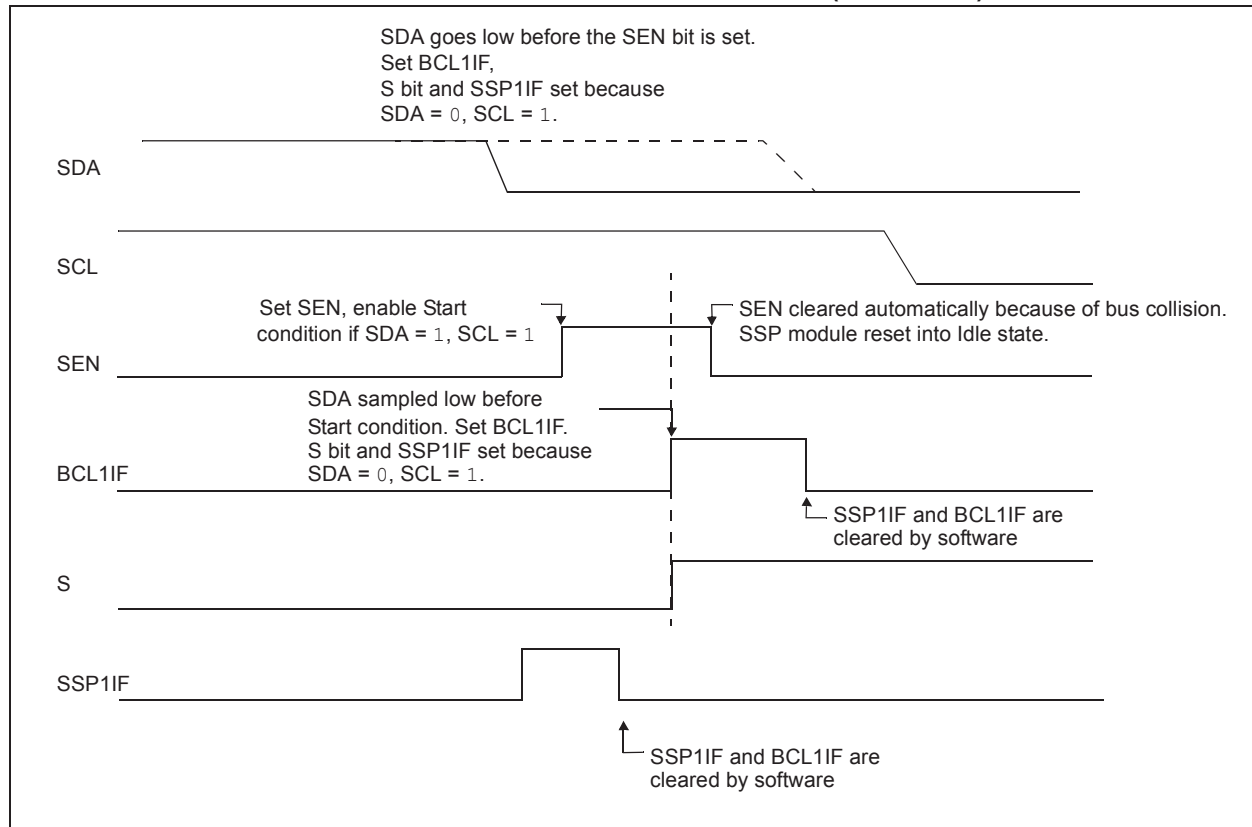 SDA goes low before the SEN bit is set.
Set BCL1IF,
S bit and SSP1IF set because
SDA = 0, SCL = 1.
SDA
SCL
Set SEN, enable Start
condition if SDA = 1, SCL = 1
SEN cleared automatically because of bus collision.
SSP module reset into Idle state.
SEN
SDA sampled low before
Start condition. Set BCL1IF.
S bit and SSP1IF set because
SDA = 0, SCL = 1.
BCL1IF
SSP1IF and BCL1IF are
cleared by software
S
SSP1IF
SSP1IF and BCL1IF are
cleared by software